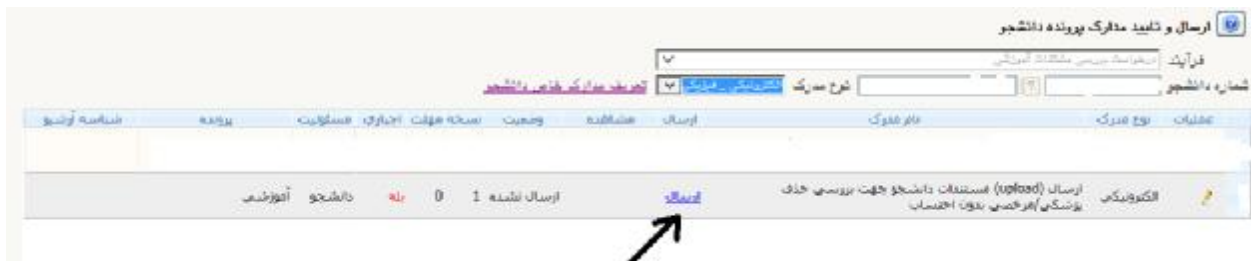 ارسال و تایید مدارک پرونده دانشجو
فرآیند درخواست بررسی مشکلات آموزشی
شماره دانشجو ? نوع مدرک الکترونیکی _ فیزیکی تعریف مدارک خاص دانشجو
عملیات نوع مدرک نام مدرک ارسال مشاهده وضعیت نسخه مهلت اجباری مسئولیت پرونده شناسه آرشیو
الکترونیکی ارسال (upload) مستندات دانشجو جهت بررسی حذف
پزشکی/مرخصی بدون احتساب
ارسال ارسال نشده 1 0 بله دانشجو آموزشی